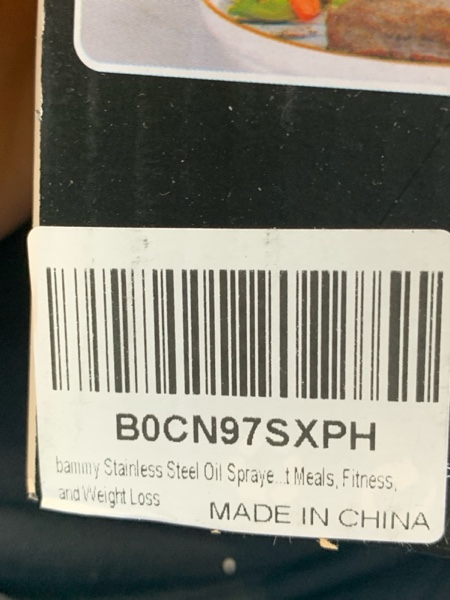 B0CN97SXPH
bammy Stainless Steel Oil Spraye...t Meals, Fitness,
and Weight Loss
MADE IN CHINA